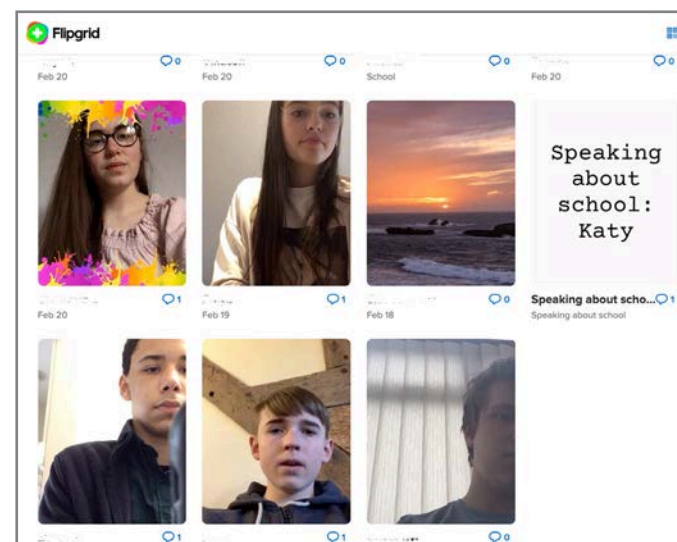 Flipgrid
0
0
0
0
Feb 20
Feb 20
School
Feb 20
Speaking
about
school:
Katy
1
1
0
Speaking about scho... 1
Feb 20
Feb 19
Feb 18
Speaking about school
1
1
0